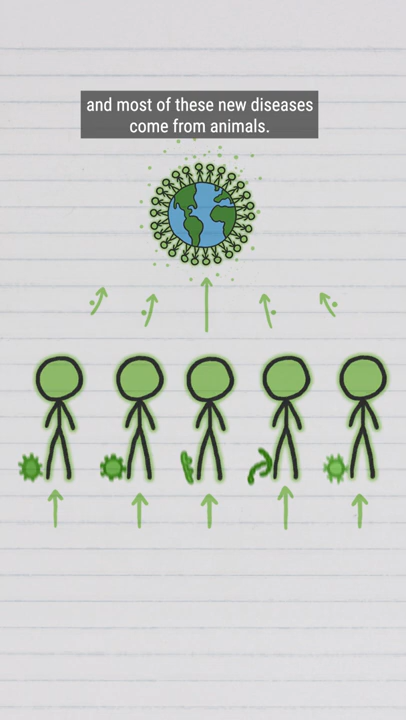 and most of these new diseases
come from animals.